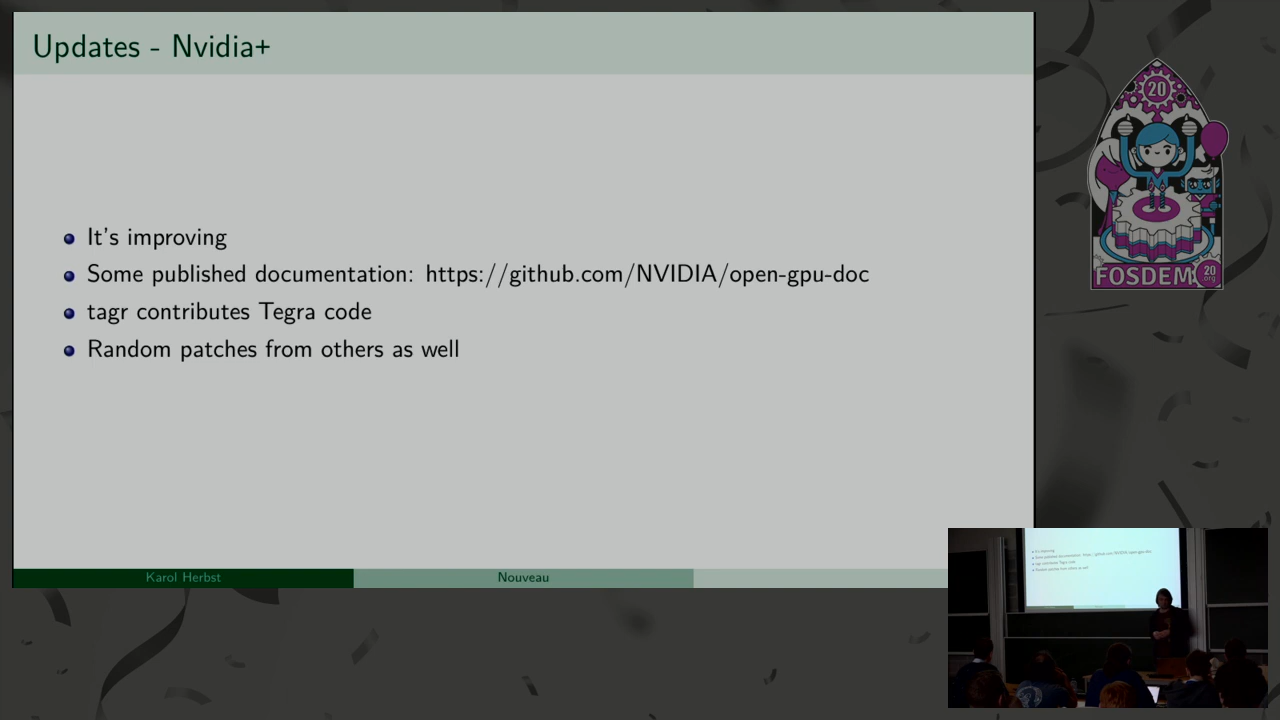 Updates - Nvidia+
It's improving
Some published documentation: https://github.com/NVIDIA/open-gpu-doc
tagr contributes Tegra code
Random patches from others as well
Karol Herbst
Nouveau
20
FOSDEM
20
.org